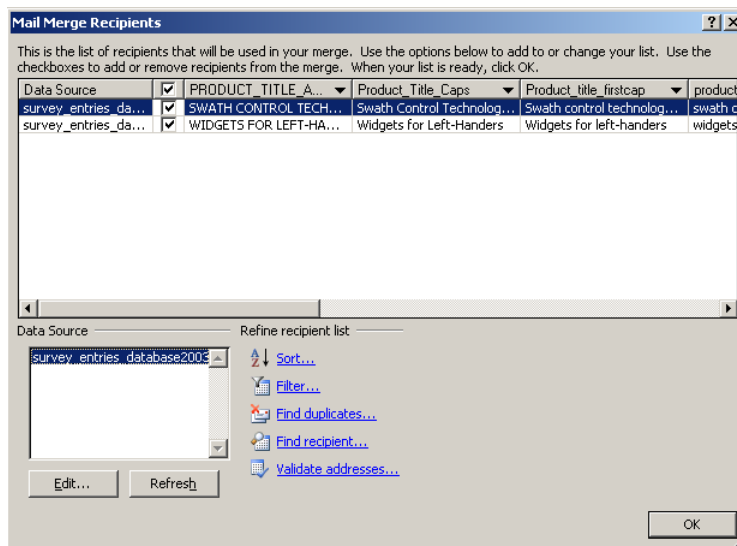 Mail Merge Recipients
This is the list of recipients that will be used in your merge. Use the options below to add to or change your list. Use the
checkboxes to add or remove recipients from the merge. When your list is ready, click OK.
Data Source PRODUCT_TITLE_A... Product_Title_Caps Product_title_firstcap product
survey_entries_da... SWATH CONTROL TECH... Swath Control Technolog... Swath control technolog... swath c
survey_entries_da... WIDGETS FOR LEFT-HA... Widgets for Left-Handers Widgets for left-handers widgets
Data Source Refine recipient list
survey_entries_database2003
Sort...
Filter...
Find duplicates...
Find recipient...
Validate addresses...
Edit... Refresh
OK